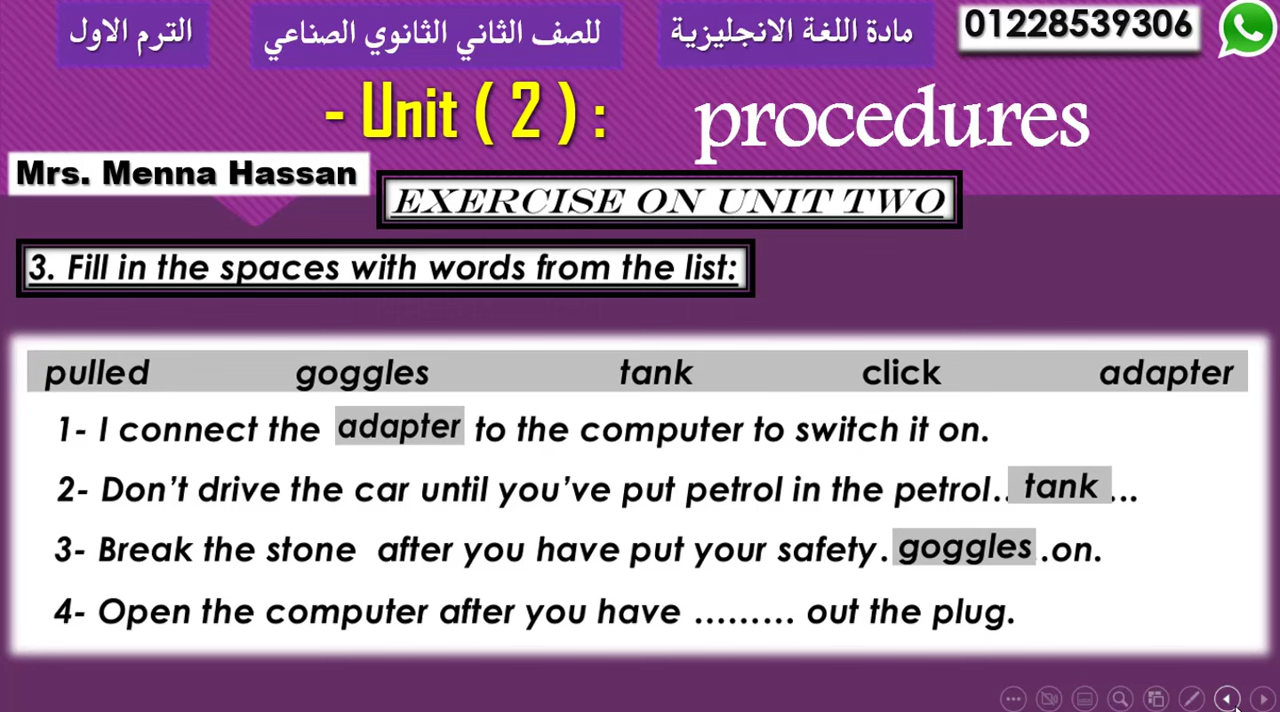 الترم الاول للصف الثاني الثانوي الصناعي مادة اللغة الانجليزية 01228539306
- Unit ( 2 ) : procedures
Mrs. Menna Hassan
EXERCISE ON UNIT TWO
3. Fill in the spaces with words from the list:
pulled goggles tank click adapter
1- I connect the adapter to the computer to switch it on.
2- Don’t drive the car until you’ve put petrol in the petrol.. tank ...
3- Break the stone after you have put your safety. goggles .on.
4- Open the computer after you have ......... out the plug.